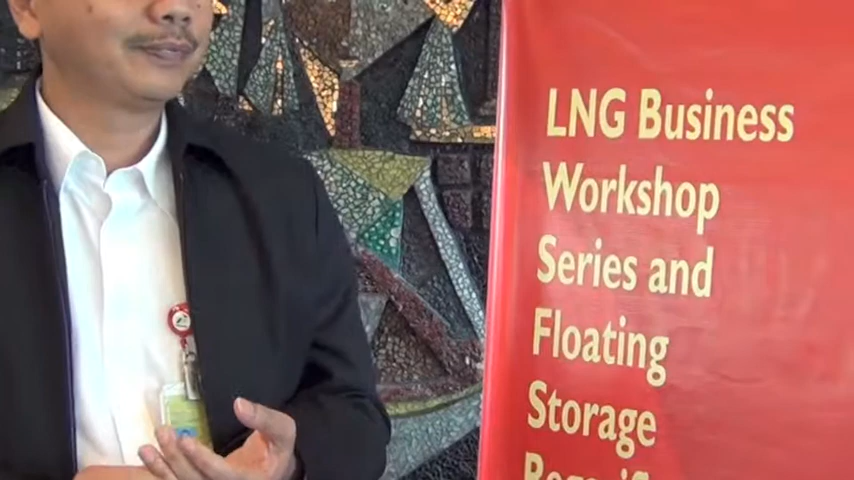 LNG Business
Workshop
Series and
Floating
Storage